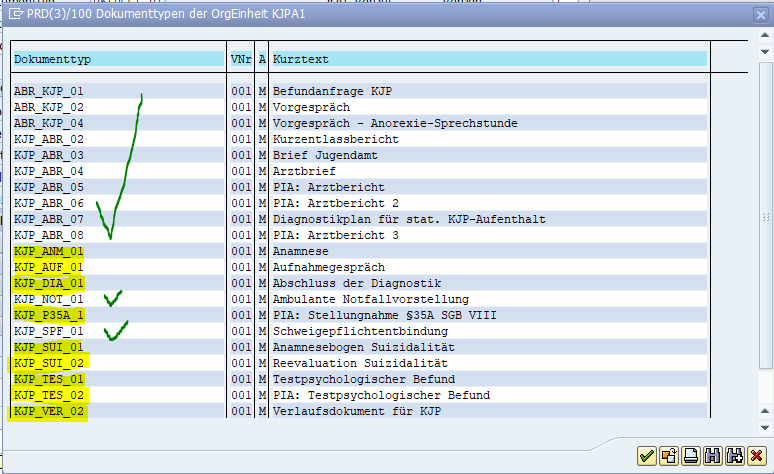 PRD(3)/100 Dokumenttypen der OrgEinheit KJPA1
Dokumenttyp VNr A Kurztext
ABR_KJP_01 001 M Befundanfrage KJP
ABR_KJP_02 001 M Vorgespräch
ABR_KJP_04 001 M Vorgespräch - Anorexie-Sprechstunde
KJP_ABR_02 001 M Kurzentlassbericht
KJP_ABR_03 001 M Brief Jugendamt
KJP_ABR_04 001 M Arztbrief
KJP_ABR_05 001 M PIA: Arztbericht
KJP_ABR_06 001 M PIA: Arztbericht 2
KJP_ABR_07 001 M Diagnostikplan für stat. KJP-Aufenthalt
KJP_ABR_08 001 M PIA: Arztbericht 3
KJP_ANM_01 001 M Anamnese
KJP_AUF_01 001 M Aufnahmegespräch
KJP_DIA_01 001 M Abschluss der Diagnostik
KJP_NOT_01 001 M Ambulante Notfallvorstellung
KJP_P35A_1 001 M PIA: Stellungnahme §35A SGB VIII
KJP_SPF_01 001 M Schweigepflichtentbindung
KJP_SUI_01 001 M Anamnesebogen Suizidalität
KJP_SUI_02 001 M Reevaluation Suizidalität
KJP_TES_01 001 M Testpsychologischer Befund
KJP_TES_02 001 M PIA: Testpsychologischer Befund
KJP_VER_02 001 M Verlaufsdokument für KJP